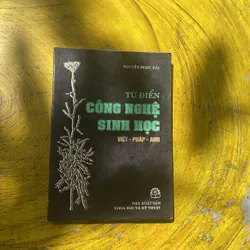 NGUYỄN NGỌC HẢI
TỪ ĐIỂN
CÔNG NGHỆ
SINH HỌC
VIỆT - PHÁP - ANH
NHÀ XUẤT BẢN
KHOA HỌC VÀ KỸ THUẬT